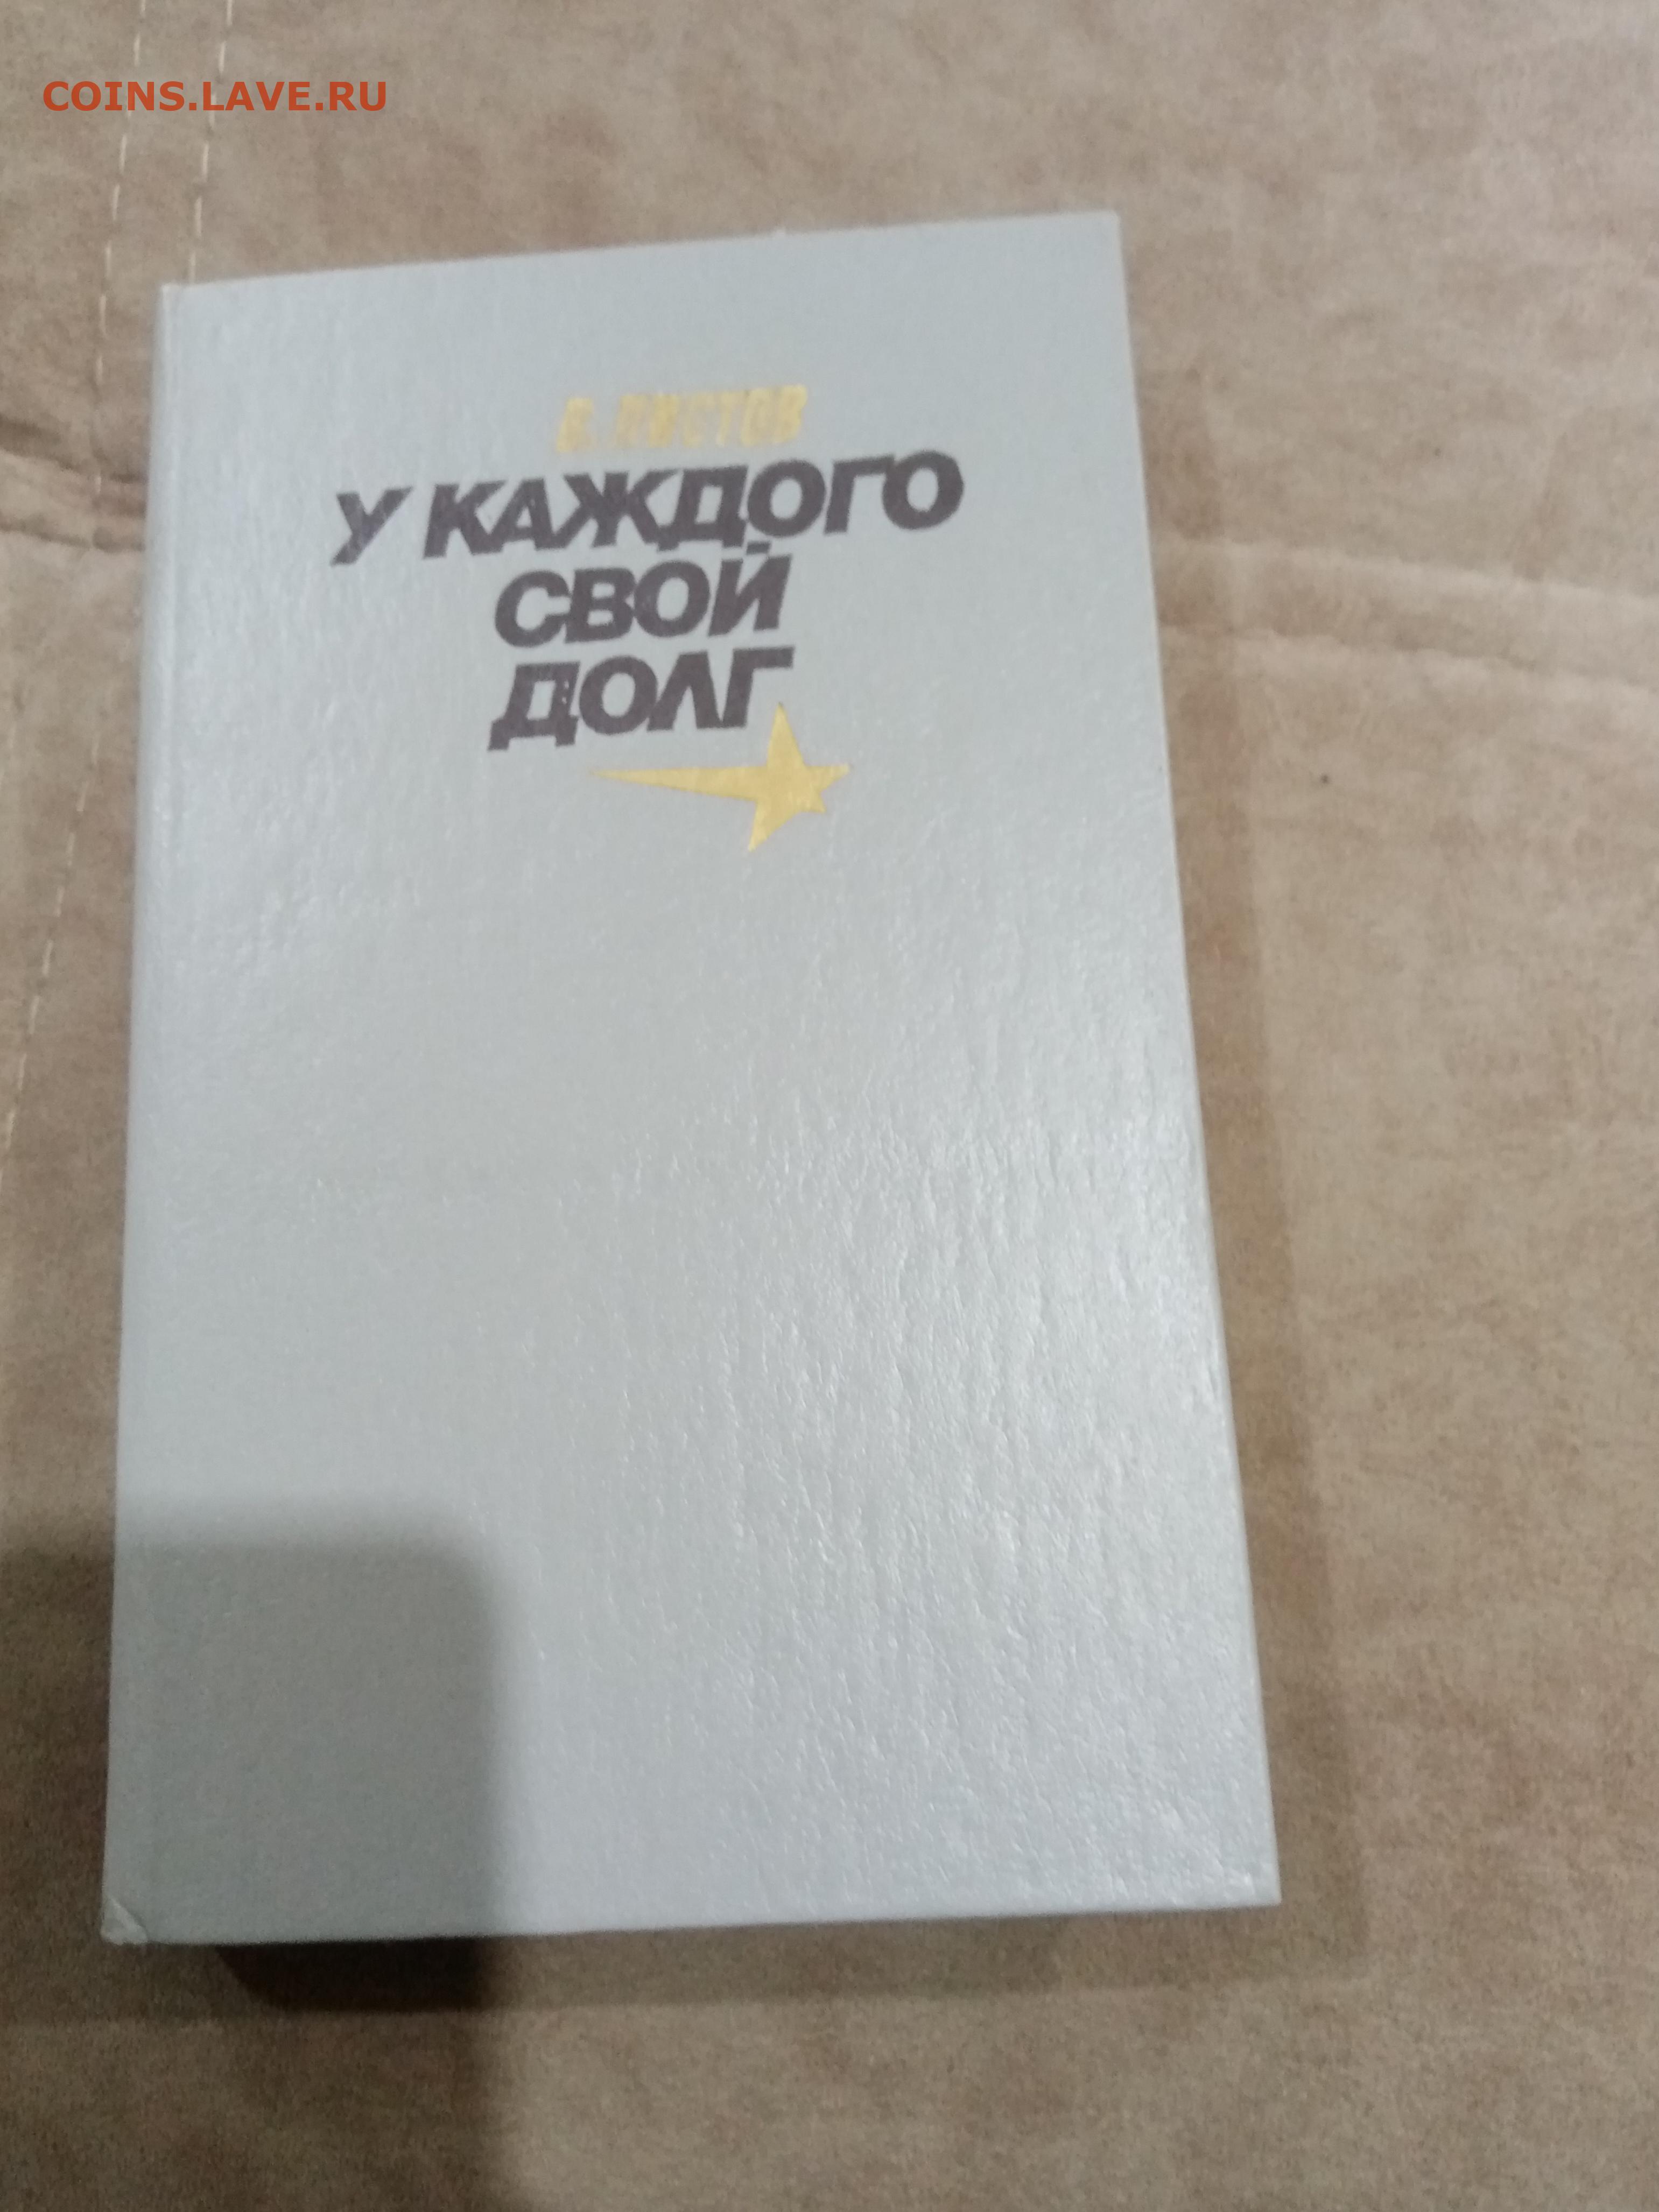 COINS.LAVE.RU
В. ЛИСТОВ
У КАЖДОГО
СВОЙ
ДОЛГ